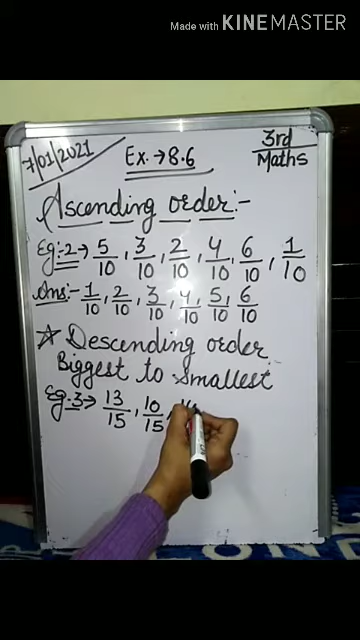 Made with KINEMASTER
7/01/2021 Ex.→8.6 3rd Maths
Ascending order:-
Eg:2→ 5/10, 3/10, 2/10, 4/10, 6/10, 1/10
Ans:- 1/10, 2/10, 3/10, 4/10, 5/10, 6/10
☆ Descending order:-
Biggest to Smallest
Eg:3→ 13/15, 10/15,